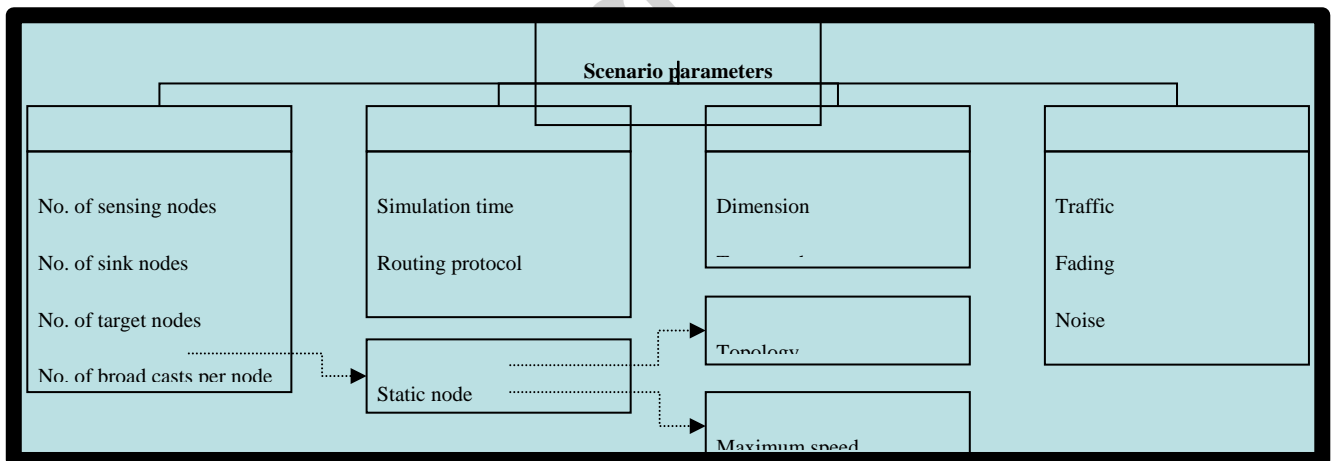 Scenario parameters
No. of sensing nodes
No. of sink nodes
No. of target nodes
No. of broad casts per node
Simulation time
Routing protocol
Static node
Dimension
Topology
Maximum speed
Traffic
Fading
Noise